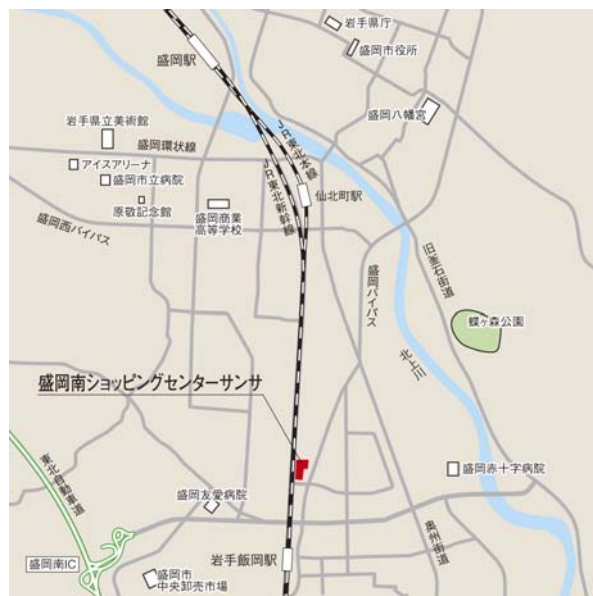 岩手県庁
盛岡市役所
盛岡駅
盛岡八幡宮
岩手県立美術館
JR東北本線
盛岡環状線
アイスアリーナ
盛岡市立病院
JR東北新幹線
仙北町駅
原敬記念館
盛岡商業
高等学校
盛岡西バイパス
旧釜石街道
盛岡バイパス
蝶ヶ森公園
北上川
盛岡南ショッピングセンターサンサ
東北自動車道
盛岡赤十字病院
盛岡友愛病院
奥州街道
岩手飯岡駅
盛岡南IC
盛岡市
中央卸売市場